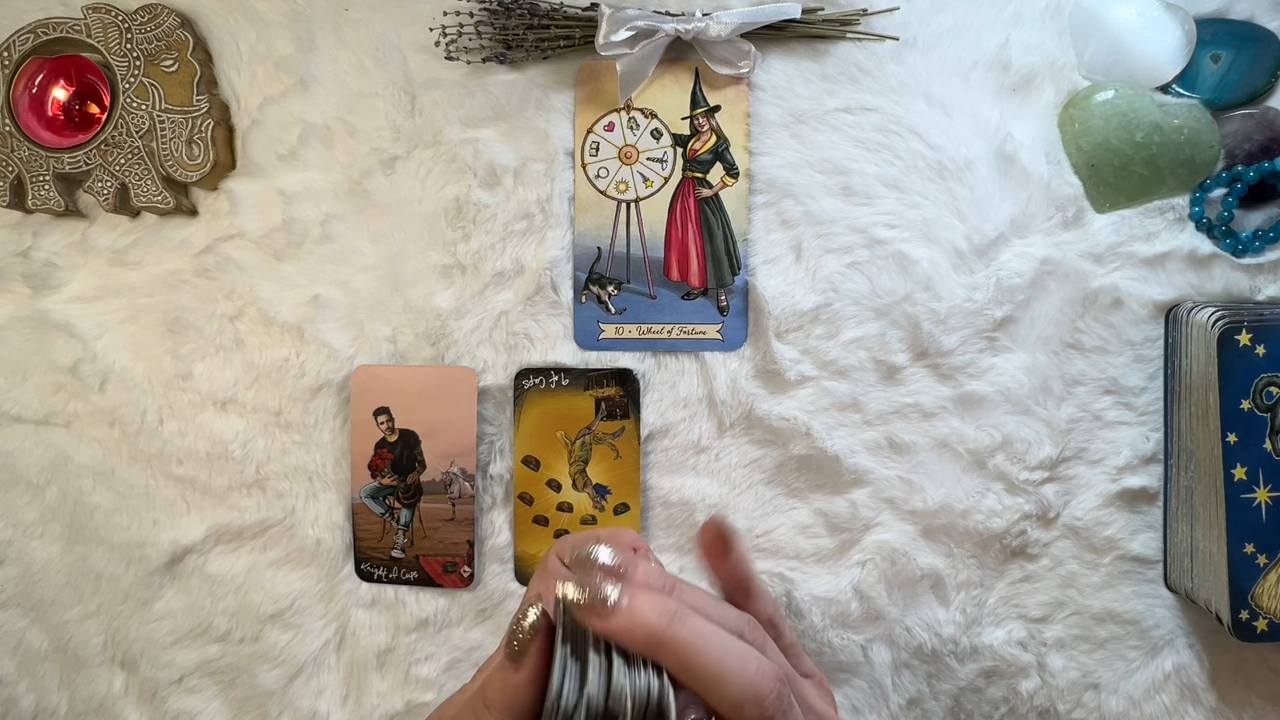 10 • Wheel of Fortune
9 of Cups
Knight of Cups